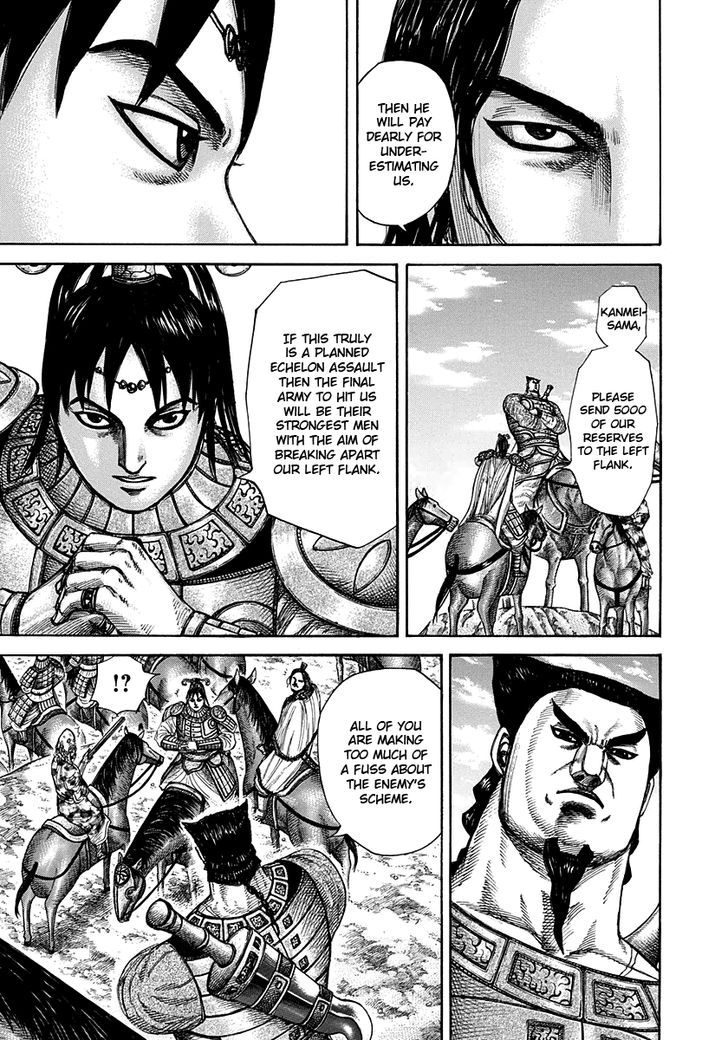 THEN HE
WILL PAY
DEARLY FOR
UNDER-
ESTIMATING
US.
KANMEI-
SAMA,
PLEASE
SEND 5000
OF OUR
RESERVES
TO THE LEFT
FLANK.
IF THIS TRULY
IS A PLANNED
ECHELON ASSAULT
THEN THE FINAL
ARMY TO HIT US
WILL BE THEIR
STRONGEST MEN
WITH THE AIM OF
BREAKING APART
OUR LEFT FLANK.
ALL OF YOU
ARE MAKING
TOO MUCH OF
A FUSS ABOUT
THE ENEMY'S
SCHEME.
!?